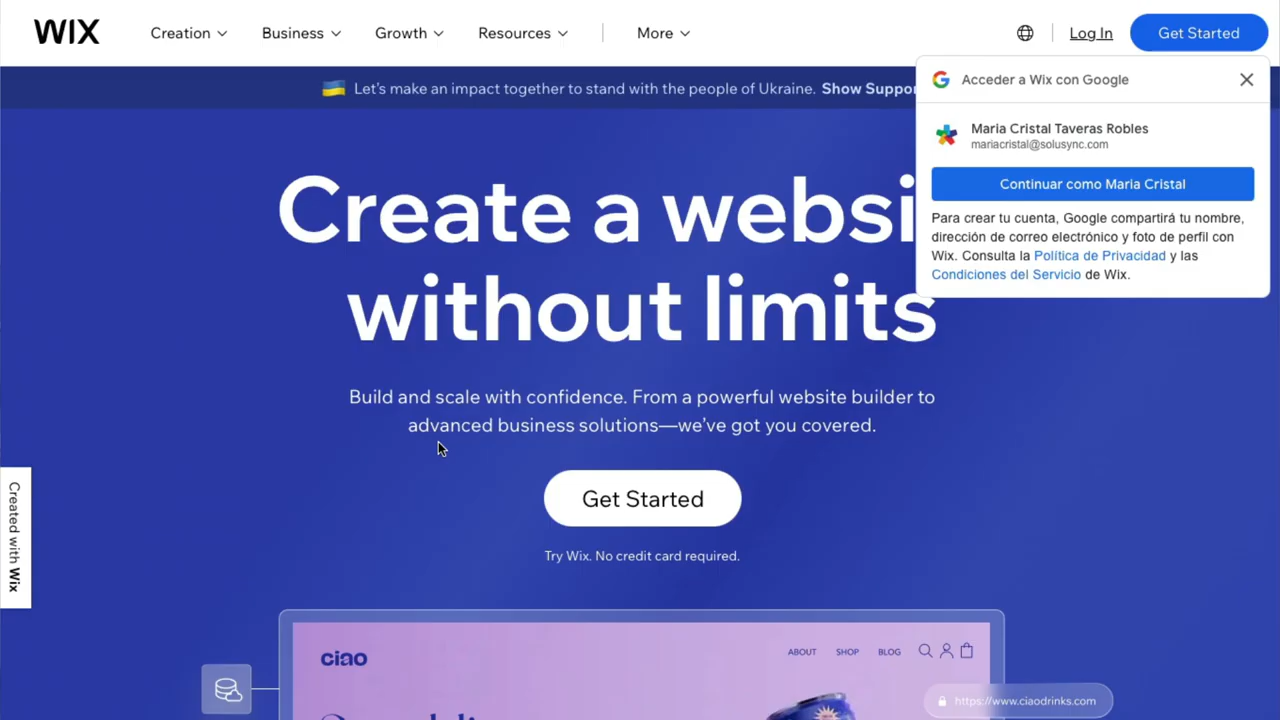 WIX
Creation
Business
Growth
Resources
More
Log In
Get Started
Let's make an impact together to stand with the people of Ukraine. Show Suppor
Acceder a Wix con Google
Maria Cristal Taveras Robles
mariacristal@solusync.com
Continuar como Maria Cristal
Para crear tu cuenta, Google compartirá tu nombre,
dirección de correo electrónico y foto de perfil con
Wix. Consulta la Política de Privacidad y las
Condiciones del Servicio de Wix.
Create a websi
without limits
Build and scale with confidence. From a powerful website builder to
advanced business solutions—we've got you covered.
Get Started
Try Wix. No credit card required.
Created with Wix
ciao
ABOUT
SHOP
BLOG
https://www.ciaodrinks.com